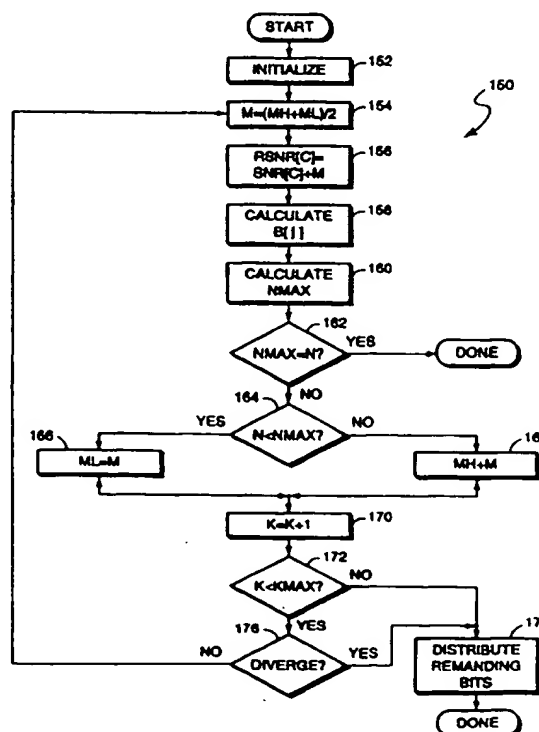 START
INITIALIZE
152
M=(MH+ML)/2
154
150
RSNR[C]=
SNR[C]+M
156
CALCULATE
B[ ]
158
CALCULATE
NMAX
160
162
NMAX=N?
YES
DONE
NO
164
YES
N<NMAX?
NO
166
ML=M
MH+M
K=K+1
170
172
K<KMAX?
NO
YES
176
NO
DIVERGE?
YES
DISTRIBUTE
REMANDING
BITS
DONE